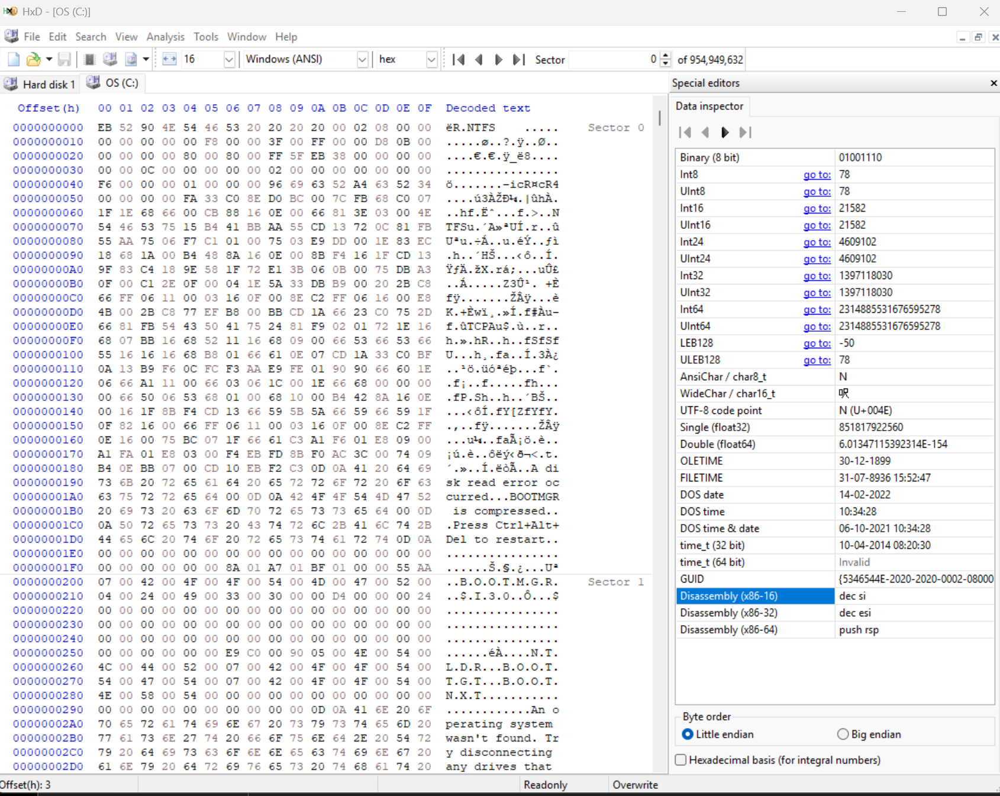 HxD - [OS (C:)]
File Edit Search View Analysis Tools Window Help
16 Windows (ANSI) hex Sector 0 of 954,949,632
Hard disk 1 OS (C:)
Offset(h) 00 01 02 03 04 05 06 07 08 09 0A 0B 0C 0D 0E 0F Decoded text
0000000000 EB 52 90 4E 54 46 53 20 20 20 20 00 02 08 00 00 ëR.NTFS    ..... Sector 0
0000000010 00 00 00 00 00 F8 00 00 3F 00 FF 00 00 D8 0B 00 .....ø..?.ÿ..Ø..
0000000020 00 00 00 00 80 00 80 00 FF 5F EB 38 00 00 00 00 ....€.€.ÿ_ë8....
0000000030 00 00 0C 00 00 00 00 00 02 00 00 00 00 00 00 00 ................
0000000040 F6 00 00 00 01 00 00 00 96 69 63 52 A4 63 52 34 ö.......–icR¤cR4
0000000050 00 00 00 00 FA 33 C0 8E D0 BC 00 7C FB 68 C0 07 ....ú3ÀŽÐ¼.|ûhÀ.
0000000060 1F 1E 68 66 00 CB 88 16 0E 00 66 81 3E 03 00 4E ..hf.Ëˆ...f.>..N
0000000070 54 46 53 75 15 B4 41 BB AA 55 CD 13 72 0C 81 FB TFSu.´A»ªUÍ.r..û
0000000080 55 AA 75 06 F7 C1 01 00 75 03 E9 DD 00 1E 83 EC Uªu.÷Á..u.éÝ..ƒì
0000000090 18 68 1A 00 B4 48 8A 16 0E 00 8B F4 16 1F CD 13 .h..´HŠ...‹ô..Í.
00000000A0 9F 83 C4 18 9E 58 1F 72 E1 3B 06 0B 00 75 DB A3 ŸƒÄ.žX.rá;...uÛ£
00000000B0 0F 00 C1 2E 0F 00 04 1E 5A 33 DB B9 00 20 2B C8 ..Á.....Z3Û¹. +È
00000000C0 66 FF 06 11 00 03 16 0F 00 8E C2 FF 06 16 00 E8 fÿ.......ŽÂÿ...è
00000000D0 4B 00 2B C8 77 EF B8 00 BB CD 1A 66 23 C0 75 2D K.+Èwï¸.»Í.f#Àu-
00000000E0 66 81 FB 54 43 50 41 75 24 81 F9 02 01 72 1E 16 f.ûTCPAu$.ù..r..
00000000F0 68 07 BB 16 68 52 11 16 68 09 00 66 53 66 53 66 h.».hR..h..fSfSf
0000000100 55 16 16 16 68 B8 01 66 61 0E 07 CD 1A 33 C0 BF U...h¸.fa..Í.3À¿
0000000110 0A 13 B9 F6 0C FC F3 AA E9 FE 01 90 90 66 60 1E ..¹ö.üóªéþ...f`.
0000000120 06 66 A1 11 00 66 03 06 1C 00 1E 66 68 00 00 00 .f¡..f.....fh...
0000000130 00 66 50 06 53 68 01 00 68 10 00 B4 42 8A 16 0E .fP.Sh..h..´BŠ..
0000000140 00 16 1F 8B F4 CD 13 66 59 5B 5A 66 59 66 59 1F ...‹ôÍ.fY[ZfYfY.
0000000150 0F 82 16 00 66 FF 06 11 00 03 16 0F 00 8E C2 FF .‚..fÿ.......ŽÂÿ
0000000160 0E 16 00 75 BC 07 1F 66 61 C3 A1 F6 01 E8 09 00 ...u¼..faÃ¡ö.è..
0000000170 A1 FA 01 E8 03 00 F4 EB FD 8B F0 AC 3C 00 74 09 ¡ú.è..ôëý‹ð¬<.t.
0000000180 B4 0E BB 07 00 CD 10 EB F2 C3 0D 0A 41 20 64 69 ´.»..Í.ëòÃ..A di
0000000190 73 6B 20 72 65 61 64 20 65 72 72 6F 72 20 6F 63 sk read error oc
00000001A0 63 75 72 72 65 64 00 0D 0A 42 4F 4F 54 4D 47 52 curred...BOOTMGR
00000001B0 20 69 73 20 63 6F 6D 70 72 65 73 73 65 64 00 0D  is compressed..
00000001C0 0A 50 72 65 73 73 20 43 74 72 6C 2B 41 6C 74 2B .Press Ctrl+Alt+
00000001D0 44 65 6C 20 74 6F 20 72 65 73 74 61 72 74 0D 0A Del to restart..
00000001E0 00 00 00 00 00 00 00 00 00 00 00 00 00 00 00 00 ................
00000001F0 00 00 00 00 00 00 8A 01 A7 01 BF 01 00 00 55 AA ......Š.§.¿...Uª
0000000200 07 00 42 00 4F 00 4F 00 54 00 4D 00 47 00 52 00 ..B.O.O.T.M.G.R. Sector 1
0000000210 04 00 24 00 49 00 33 00 30 00 00 D4 00 00 00 24 ..$.I.3.0..Ô...$
0000000220 00 00 00 00 00 00 00 00 00 00 00 00 00 00 00 00 ................
0000000230 00 00 00 00 00 00 00 00 00 00 00 00 00 00 00 00 ................
0000000240 00 00 00 00 00 00 00 00 00 00 00 00 00 00 00 00 ................
0000000250 00 00 00 00 00 00 E9 C0 00 90 05 00 4E 00 54 00 ......éÀ....N.T.
0000000260 4C 00 44 00 52 00 07 00 42 00 4F 00 4F 00 54 00 L.D.R...B.O.O.T.
0000000270 54 00 47 00 54 00 07 00 42 00 4F 00 4F 00 54 00 T.G.T...B.O.O.T.
0000000280 4E 00 58 00 54 00 00 00 00 00 00 00 00 00 00 00 N.X.T...........
0000000290 00 00 00 00 00 00 00 00 00 00 0D 0A 41 6E 20 6F ............An o
00000002A0 70 65 72 61 74 69 6E 67 20 73 79 73 74 65 6D 20 perating system
00000002B0 77 61 73 6E 27 74 20 66 6F 75 6E 64 2E 20 54 72 wasn't found. Tr
00000002C0 79 20 64 69 73 63 6F 6E 6E 65 63 74 69 6E 67 20 y disconnecting
00000002D0 61 6E 79 20 64 72 69 76 65 73 20 74 68 61 74 20 any drives that
Special editors
Data inspector
Binary (8 bit) 01001110
Int8 go to: 78
UInt8 go to: 78
Int16 go to: 21582
UInt16 go to: 21582
Int24 go to: 4609102
UInt24 go to: 4609102
Int32 go to: 1397118030
UInt32 go to: 1397118030
Int64 go to: 2314885531676595278
UInt64 go to: 2314885531676595278
LEB128 go to: -50
ULEB128 go to: 78
AnsiChar / char8_t N
WideChar / char16_t 呎
UTF-8 code point N (U+004E)
Single (float32) 851817922560
Double (float64) 6.01347115392314E-154
OLETIME 30-12-1899
FILETIME 31-07-8936 15:52:47
DOS date 14-02-2022
DOS time 10:34:28
DOS time & date 06-10-2021 10:34:28
time_t (32 bit) 10-04-2014 08:20:30
time_t (64 bit) Invalid
GUID {5346544E-2020-2020-0002-08000
Disassembly (x86-16) dec si
Disassembly (x86-32) dec esi
Disassembly (x86-64) push rsp
Byte order
Little endian Big endian
Hexadecimal basis (for integral numbers)
Offset(h): 3 Readonly Overwrite